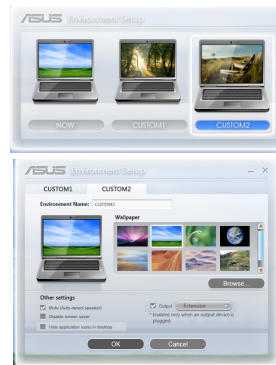 ASUS Environment Setup
NOW
CUSTOM1
CUSTOM2
ASUS Environment Setup
CUSTOM1
CUSTOM2
Environment Name: CUSTOM2
Wallpaper
Browse...
Other settings
Mute (Auto-detect speaker)
Disable screen saver
Hide application icons in desktop
Output Extension
* Enabled only when an output device is
plugged.
OK
Cancel